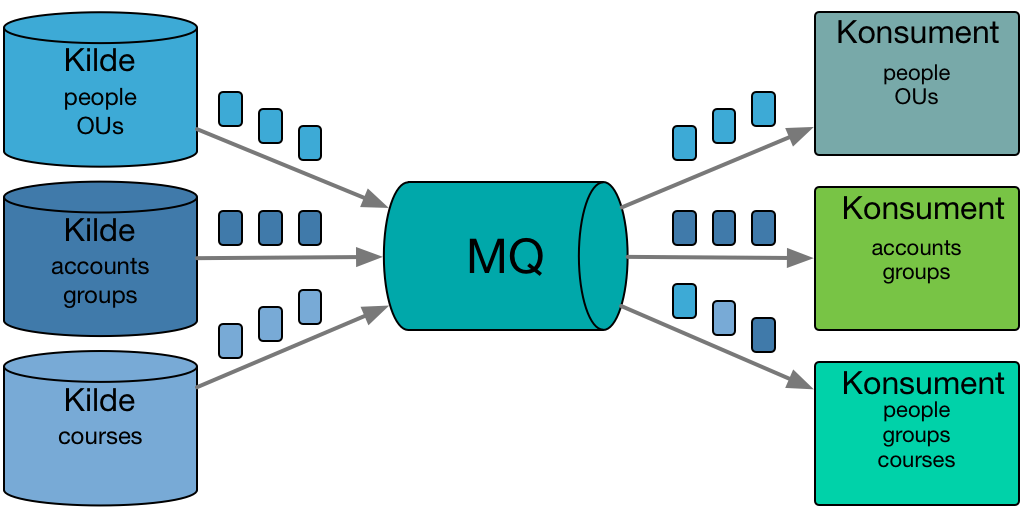 Kilde
people
OUs
Kilde
accounts
groups
Kilde
courses
MQ
Konsument
people
OUs
Konsument
accounts
groups
Konsument
people
groups
courses